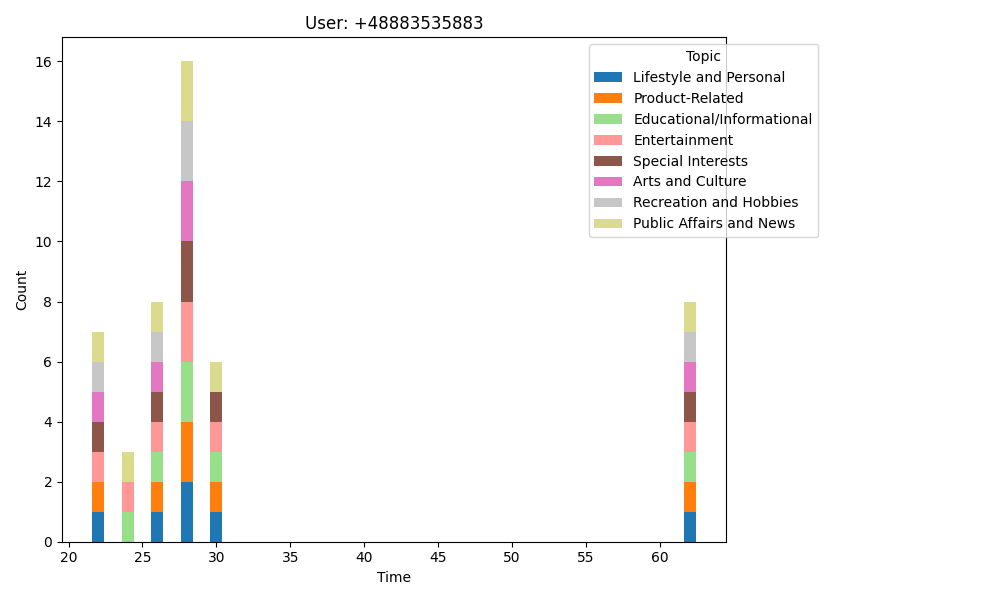 User: +48883535883
Topic
Lifestyle and Personal
Product-Related
Educational/Informational
Entertainment
Special Interests
Arts and Culture
Recreation and Hobbies
Public Affairs and News
16
14
12
10
8
6
4
2
0
Count
20 25 30 35 40 45 50 55 60
Time